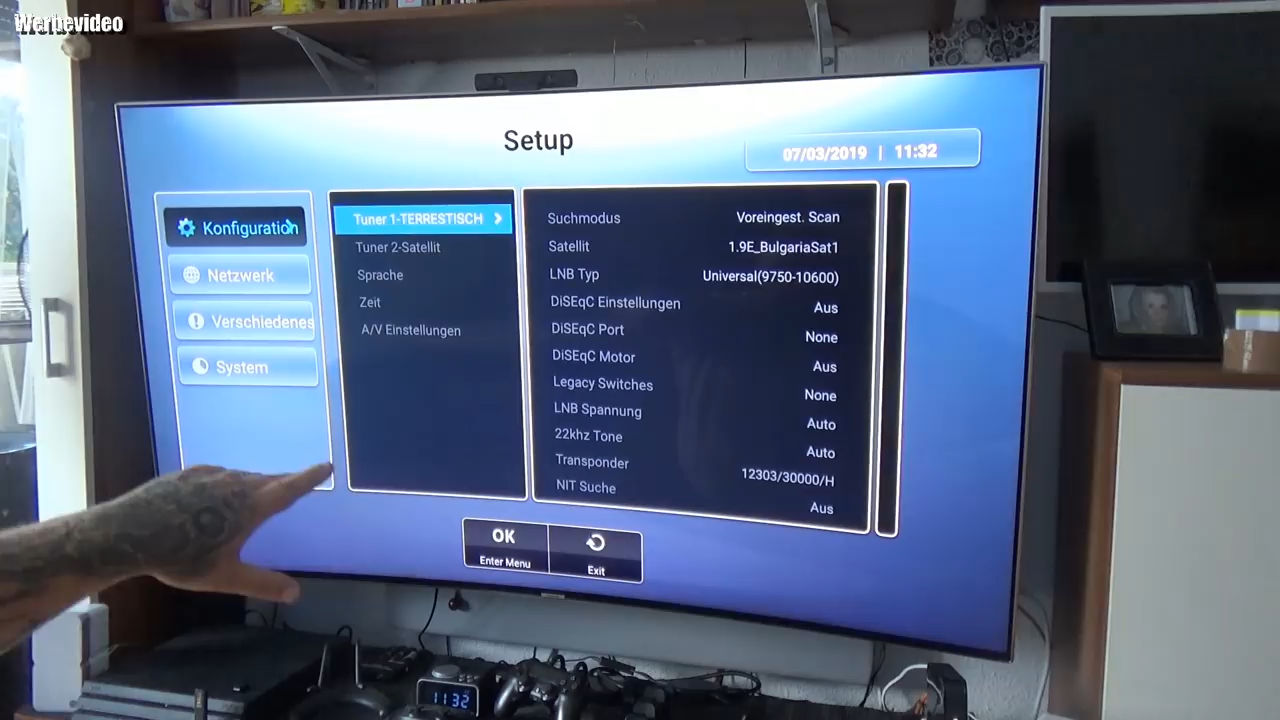 Werbevideo
Setup
07/03/2019 | 11:32
Konfiguration
Netzwerk
Verschiedenes
System
Tuner 1-TERRESTISCH
Tuner 2-Satellit
Sprache
Zeit
A/V Einstellungen
Suchmodus Voreingest. Scan
Satellit 1.9E_BulgariaSat1
LNB Typ Universal(9750-10600)
DiSEqC Einstellungen Aus
DiSEqC Port None
DiSEqC Motor Aus
Legacy Switches None
LNB Spannung Auto
22khz Tone Auto
Transponder 12303/30000/H
NIT Suche Aus
OK
Enter Menu
Exit
11:32